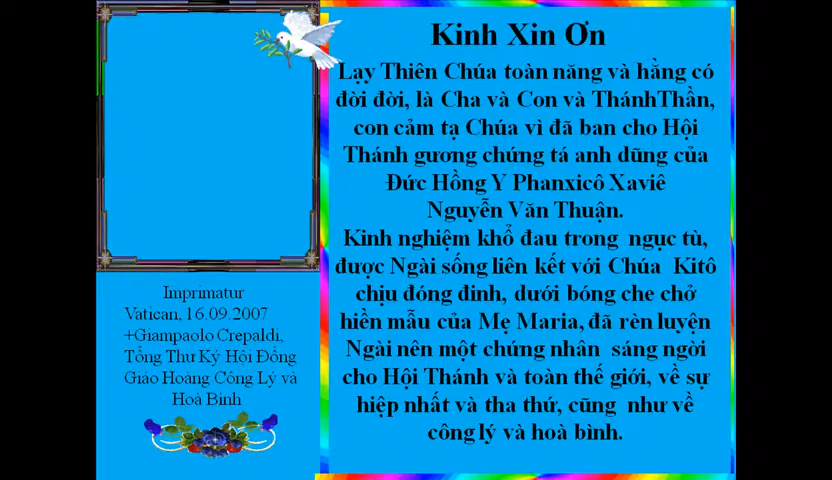 Kinh Xin Ơn
Lạy Thiên Chúa toàn năng và hằng có
đời đời, là Cha và Con và ThánhThần,
con cảm tạ Chúa vì đã ban cho Hội
Thánh gương chứng tá anh dũng của
Đức Hồng Y Phanxicô Xaviê
Nguyễn Văn Thuận.
Kinh nghiệm khổ đau trong ngục tù,
được Ngài sống liên kết với Chúa Kitô
chịu đóng đinh, dưới bóng che chở
hiền mẫu của Mẹ Maria, đã rèn luyện
Ngài nên một chứng nhân sáng ngời
cho Hội Thánh và toàn thế giới, về sự
hiệp nhất và tha thứ, cũng như về
công lý và hoà bình.
Imprimatur
Vatican, 16.09.2007
+Giampaolo Crepaldi,
Tổng Thư Ký Hội Đồng
Giáo Hoàng Công Lý và
Hoà Bình